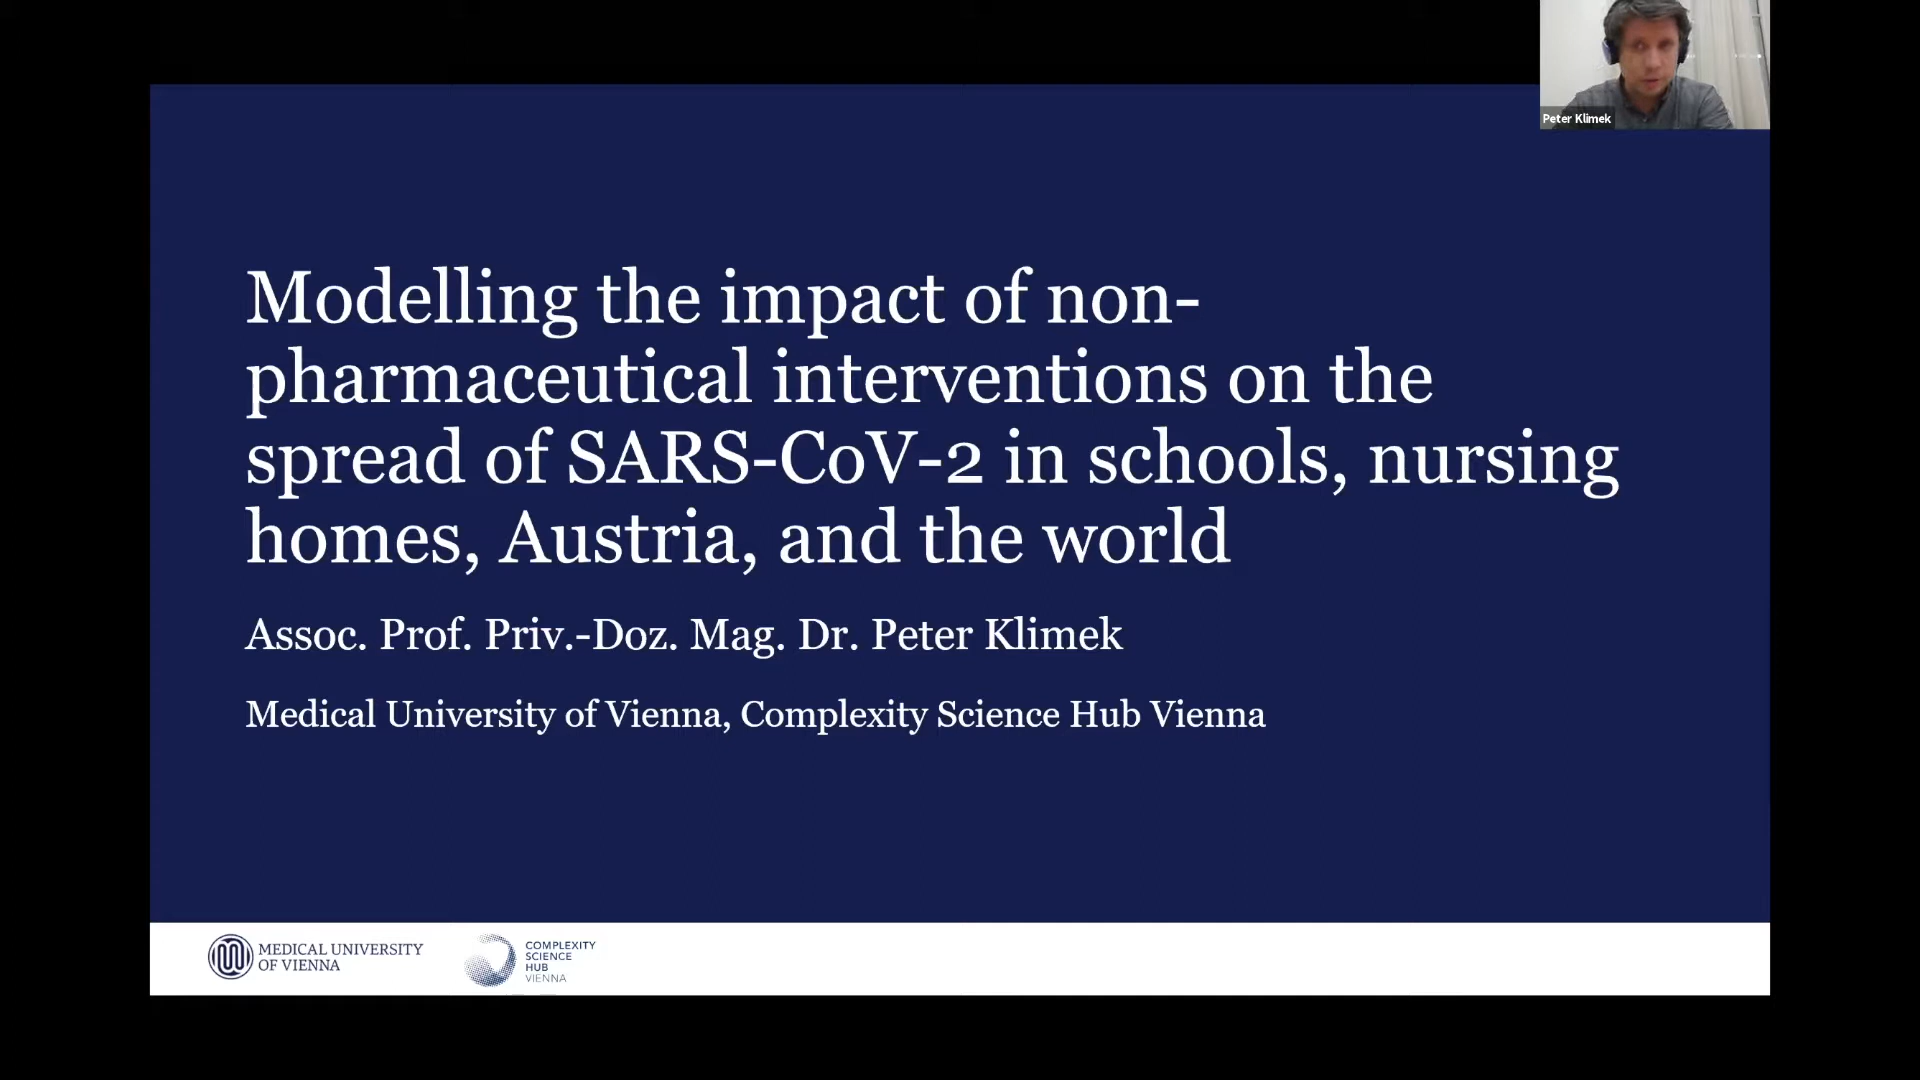 Peter Klimek
Modelling the impact of non-
pharmaceutical interventions on the
spread of SARS-CoV-2 in schools, nursing
homes, Austria, and the world
Assoc. Prof. Priv.-Doz. Mag. Dr. Peter Klimek
Medical University of Vienna, Complexity Science Hub Vienna
MEDICAL UNIVERSITY
OF VIENNA
COMPLEXITY
SCIENCE
HUB
VIENNA